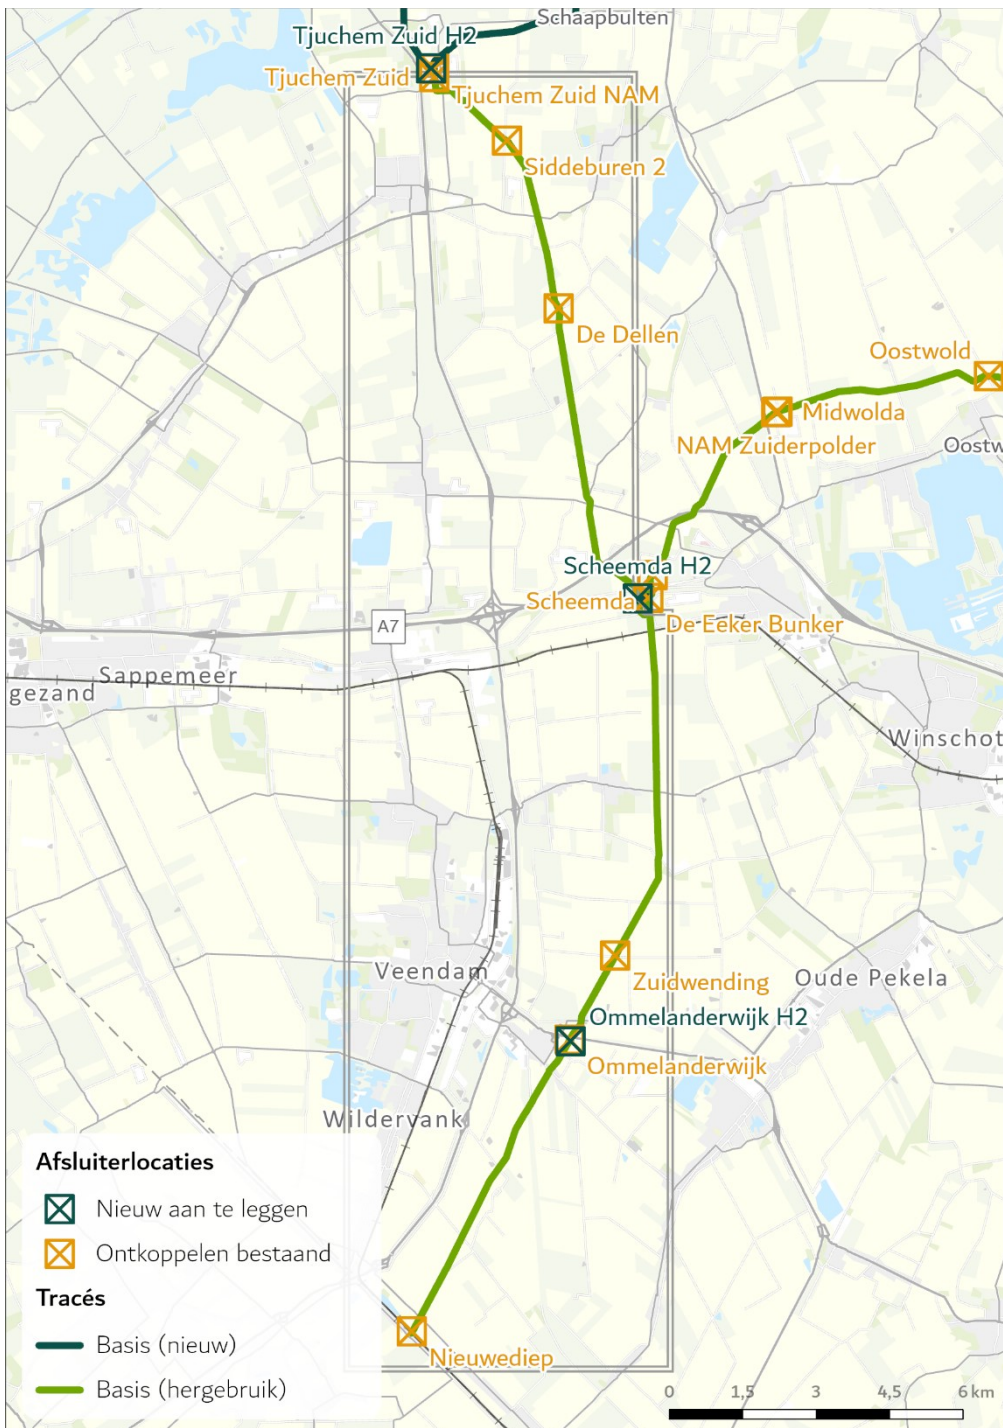 Schaapbulten
Tjuchem Zuid H2
Tjuchem Zuid
Tjuchem Zuid NAM
Siddeburen 2
De Dellen
Oostwold
Midwolda
NAM Zuiderpolder
Oostw
Scheemda H2
Scheemda
De Eeker Bunker
A7
Sappemeer
gezand
Winschot
Veendam
Zuidwending
Oude Pekela
Ommelanderwijk H2
Ommelanderwijk
Wildervank
Afsluiterlocaties
Nieuw aan te leggen
Ontkoppelen bestaand
Tracés
Basis (nieuw)
Basis (hergebruik)
Nieuwediep
0 1,5 3 4,5 6 km